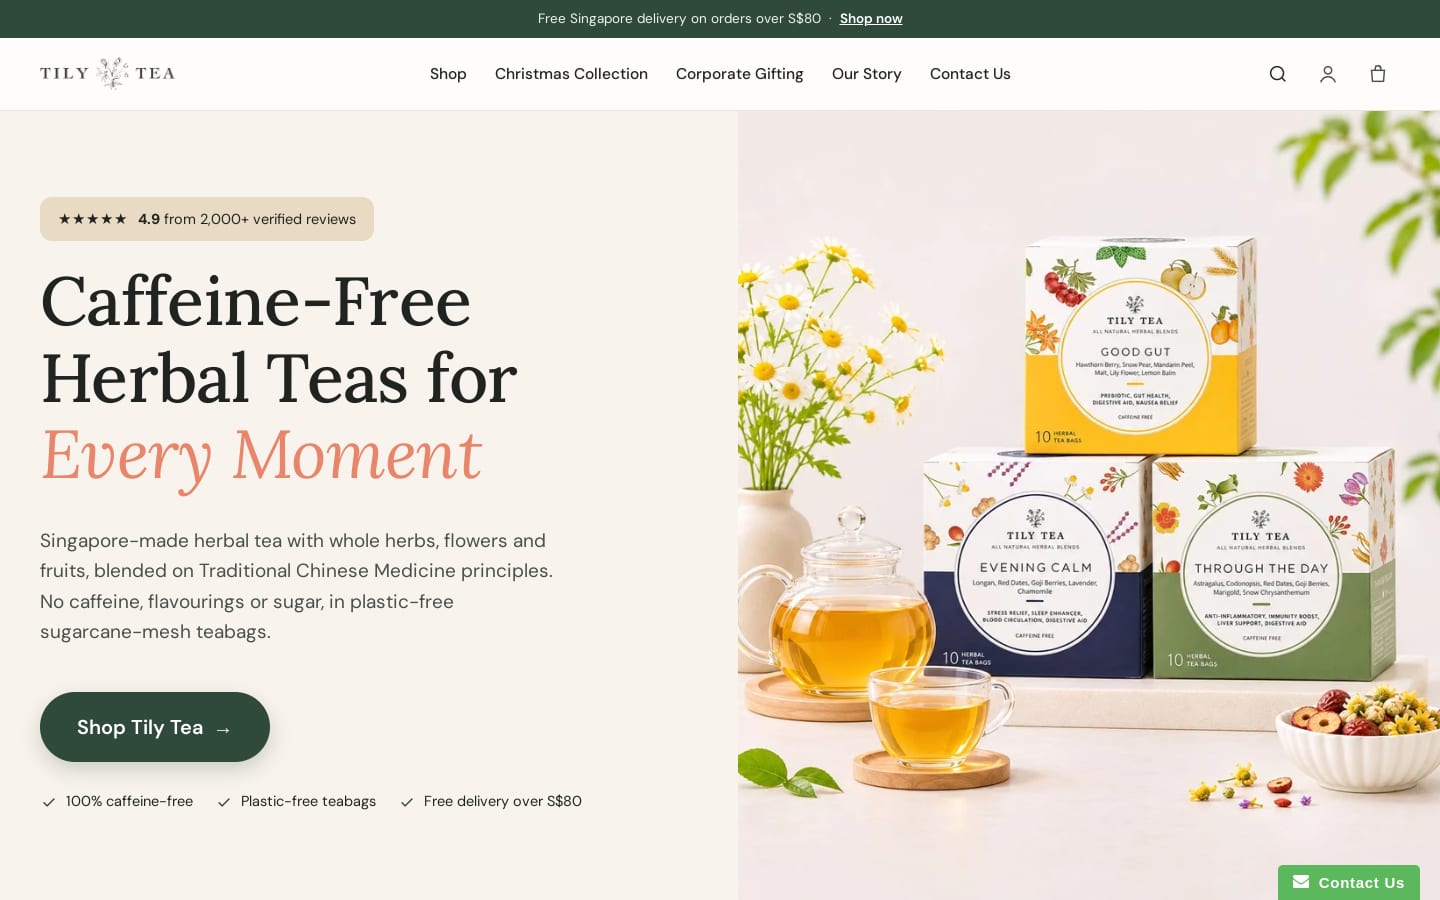 Free Singapore delivery on orders over S$80 · Shop now
TILY TEA
Shop
Christmas Collection
Corporate Gifting
Our Story
Contact Us
★★★★★ 4.9 from 2,000+ verified reviews
Caffeine-Free
Herbal Teas for
Every Moment
Singapore-made herbal tea with whole herbs, flowers and
fruits, blended on Traditional Chinese Medicine principles.
No caffeine, flavourings or sugar, in plastic-free
sugarcane-mesh teabags.
Shop Tily Tea →
✓ 100% caffeine-free
✓ Plastic-free teabags
✓ Free delivery over S$80
TILY TEA
ALL NATURAL HERBAL BLENDS
GOOD GUT
Hawthorn Berry, Snow Pear, Mandarin Peel,
Malt, Lily Flower, Lemon Balm
PREBIOTIC, GUT HEALTH,
DIGESTIVE AID, NAUSEA RELIEF
CAFFEINE FREE
10 HERBAL
TEA BAGS
TILY TEA
ALL NATURAL HERBAL BLENDS
EVENING CALM
Longan, Red Dates, Goji Berries, Lavender,
Chamomile
STRESS RELIEF, SLEEP ENHANCER,
BLOOD CIRCULATION, DIGESTIVE AID
CAFFEINE FREE
10 HERBAL
TEA BAGS
TILY TEA
ALL NATURAL HERBAL BLENDS
THROUGH THE DAY
Astragalus, Codonopsis, Red Dates, Goji Berries,
Marigold, Snow Chrysanthemum
ANTI-INFLAMMATORY, IMMUNITY BOOST,
LIVER SUPPORT, DIGESTIVE AID
CAFFEINE FREE
10 HERBAL
TEA BAGS
Contact Us